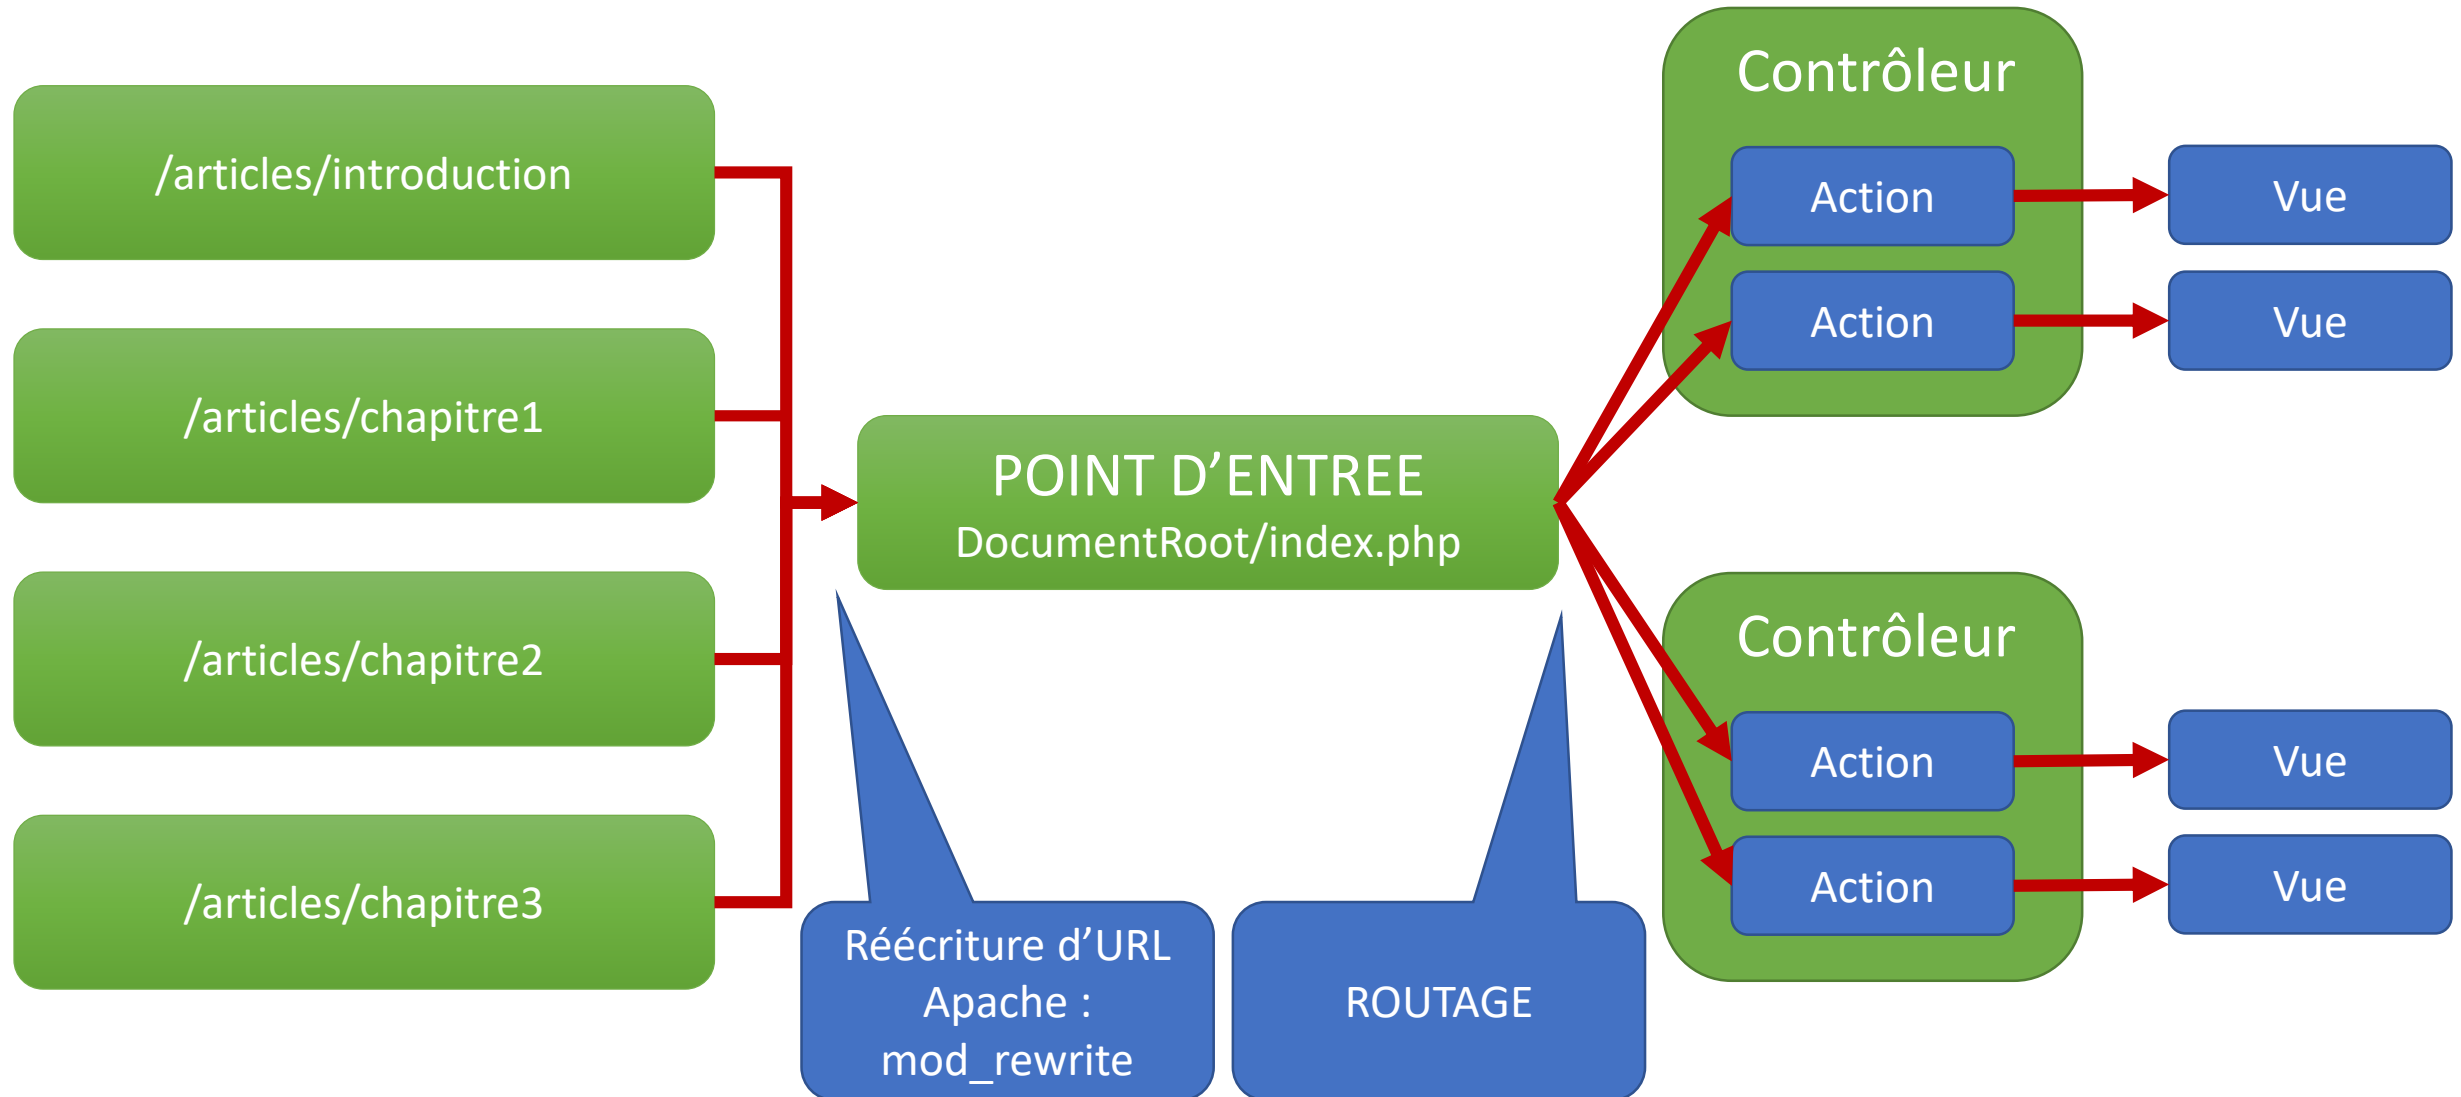 /articles/introduction
/articles/chapitre1
/articles/chapitre2
/articles/chapitre3
POINT D’ENTREE
DocumentRoot/index.php
Réécriture d’URL
Apache :
mod_rewrite
ROUTAGE
Contrôleur
Action
Vue
Action
Vue
Contrôleur
Action
Vue
Action
Vue